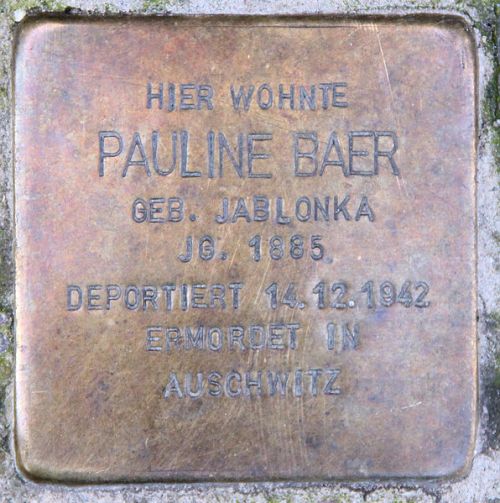 HIER WOHNTE
PAULINE BAER
GEB. JABLONKA
JG. 1885
DEPORTIERT 14.12.1942
ERMORDET IN
AUSCHWITZ